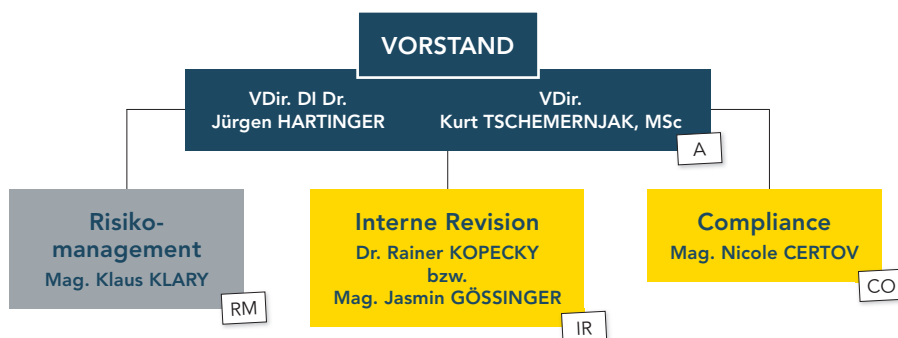 VORSTAND
VDir. DI Dr.
Jürgen HARTINGER
VDir.
Kurt TSCHEMERNJAK, MSc
A
Risiko-
management
Mag. Klaus KLARY
RM
Interne Revision
Dr. Rainer KOPECKY
bzw.
Mag. Jasmin GÖSSINGER
IR
Compliance
Mag. Nicole CERTOV
CO